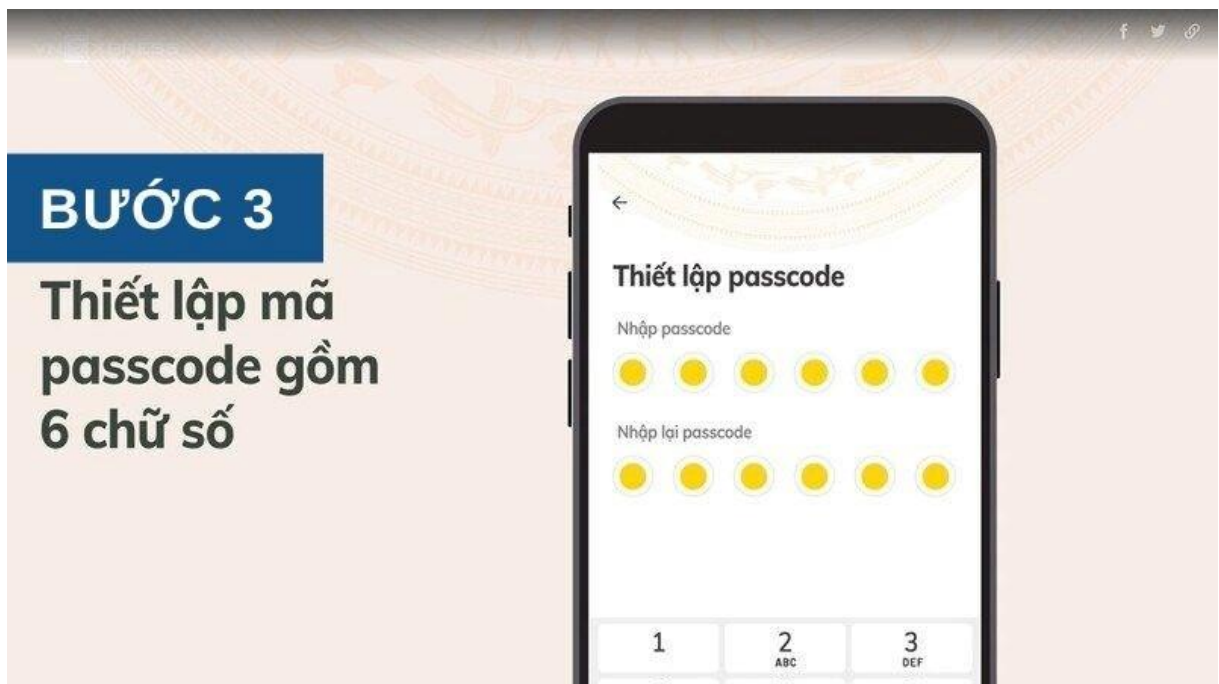 VNEXPRESS
BƯỚC 3
Thiết lập mã
passcode gồm
6 chữ số
Thiết lập passcode
Nhập passcode
Nhập lại passcode
1
2
ABC
3
DEF